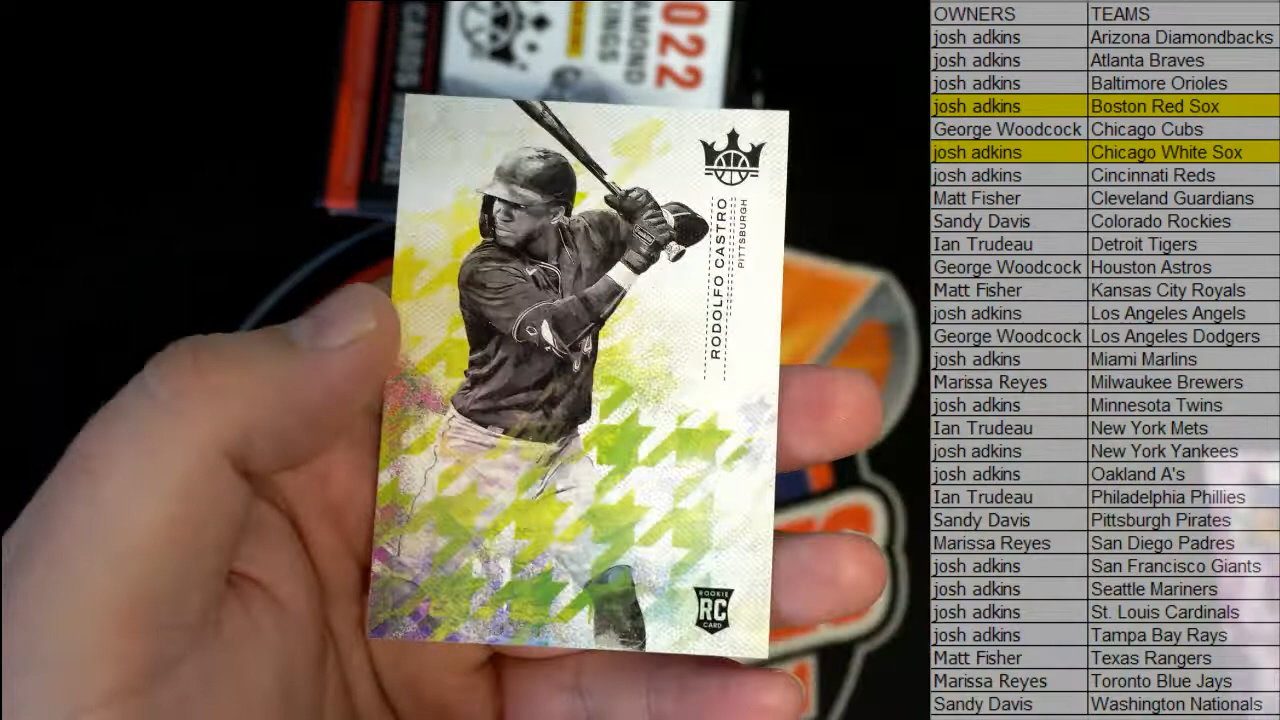 2022
DIAMOND
KINGS
CARDS
RODOLFO CASTRO
PITTSBURGH
ROOKIE
RC
CARD
OWNERS TEAMS
josh adkins Arizona Diamondbacks
josh adkins Atlanta Braves
josh adkins Baltimore Orioles
josh adkins Boston Red Sox
George Woodcock Chicago Cubs
josh adkins Chicago White Sox
josh adkins Cincinnati Reds
Matt Fisher Cleveland Guardians
Sandy Davis Colorado Rockies
Ian Trudeau Detroit Tigers
George Woodcock Houston Astros
Matt Fisher Kansas City Royals
josh adkins Los Angeles Angels
George Woodcock Los Angeles Dodgers
josh adkins Miami Marlins
Marissa Reyes Milwaukee Brewers
josh adkins Minnesota Twins
Ian Trudeau New York Mets
josh adkins New York Yankees
josh adkins Oakland A's
Ian Trudeau Philadelphia Phillies
Sandy Davis Pittsburgh Pirates
Marissa Reyes San Diego Padres
josh adkins San Francisco Giants
josh adkins Seattle Mariners
josh adkins St. Louis Cardinals
josh adkins Tampa Bay Rays
Matt Fisher Texas Rangers
Marissa Reyes Toronto Blue Jays
Sandy Davis Washington Nationals